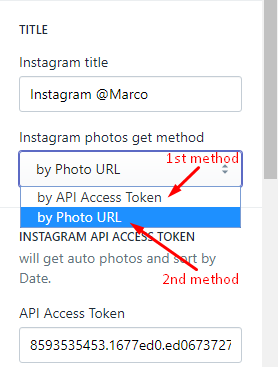 TITLE
Instagram title
Instagram @Marco
Instagram photos get method
1st method
by Photo URL
by API Access Token
by Photo URL
INSTAGRAM API ACCESS TOKEN
will get auto photos and sort by
Date.
2nd method
API Access Token
8593535453.1677ed0.ed0673727